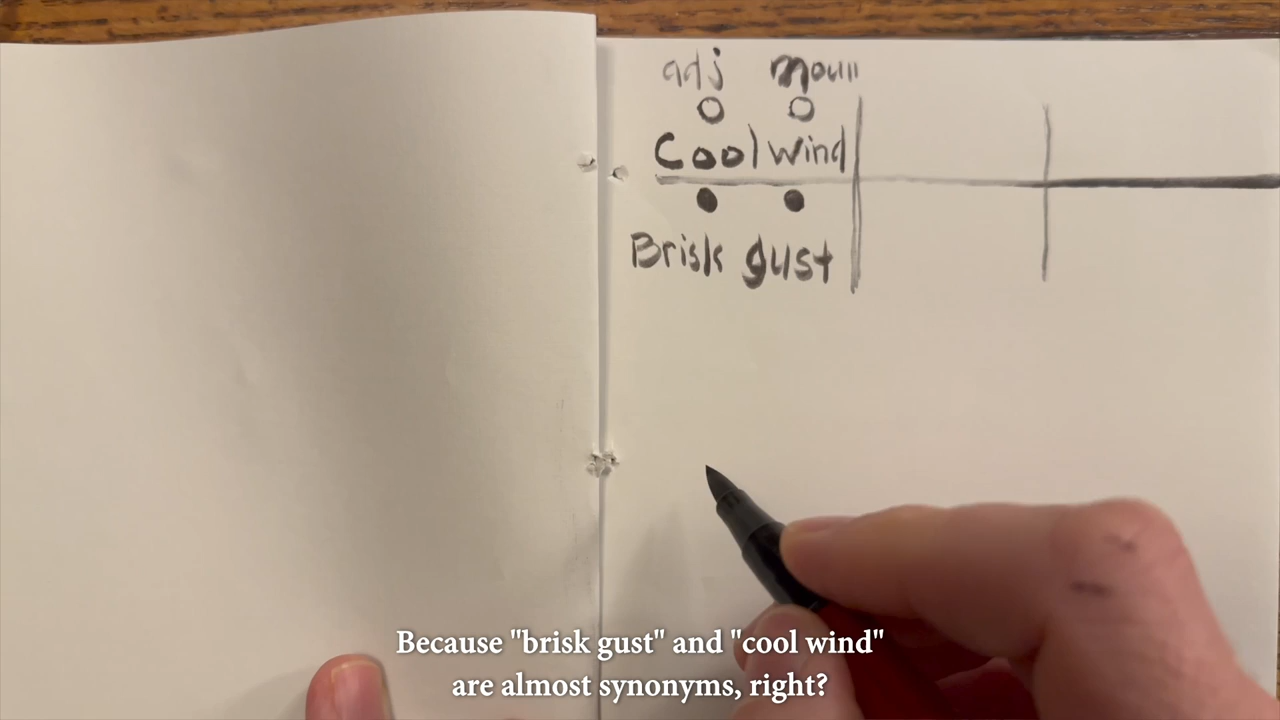 adj noun
Cool wind
Brisk gust
Because "brisk gust" and "cool wind"
are almost synonyms, right?